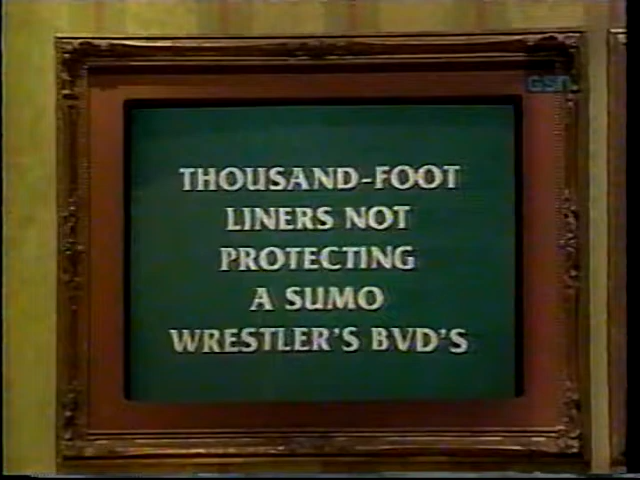 GSN
THOUSAND-FOOT
LINERS NOT
PROTECTING
A SUMO
WRESTLER'S BVD'S